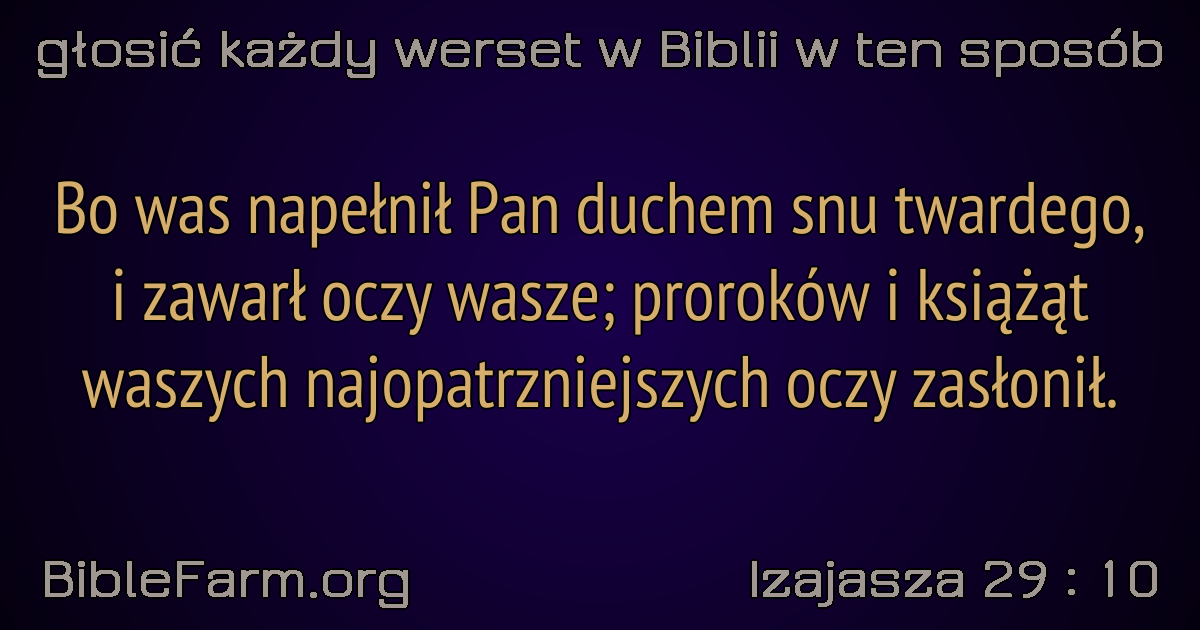 głosić każdy werset w Biblii w ten sposób
Bo was napełnił Pan duchem snu twardego,
i zawarł oczy wasze; proroków i książąt
waszych najopatrzniejszych oczy zasłonił.
BibleFarm.org
Izajasza 29 : 10